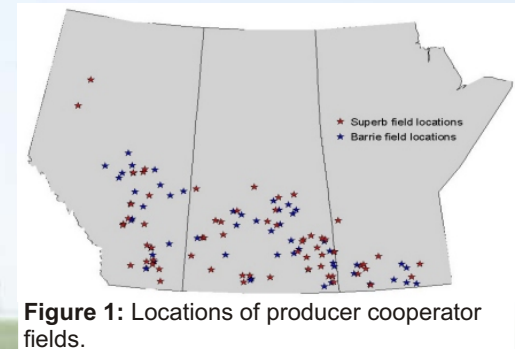 Superb field locations
Barrie field locations
Figure 1: Locations of producer cooperator
fields.